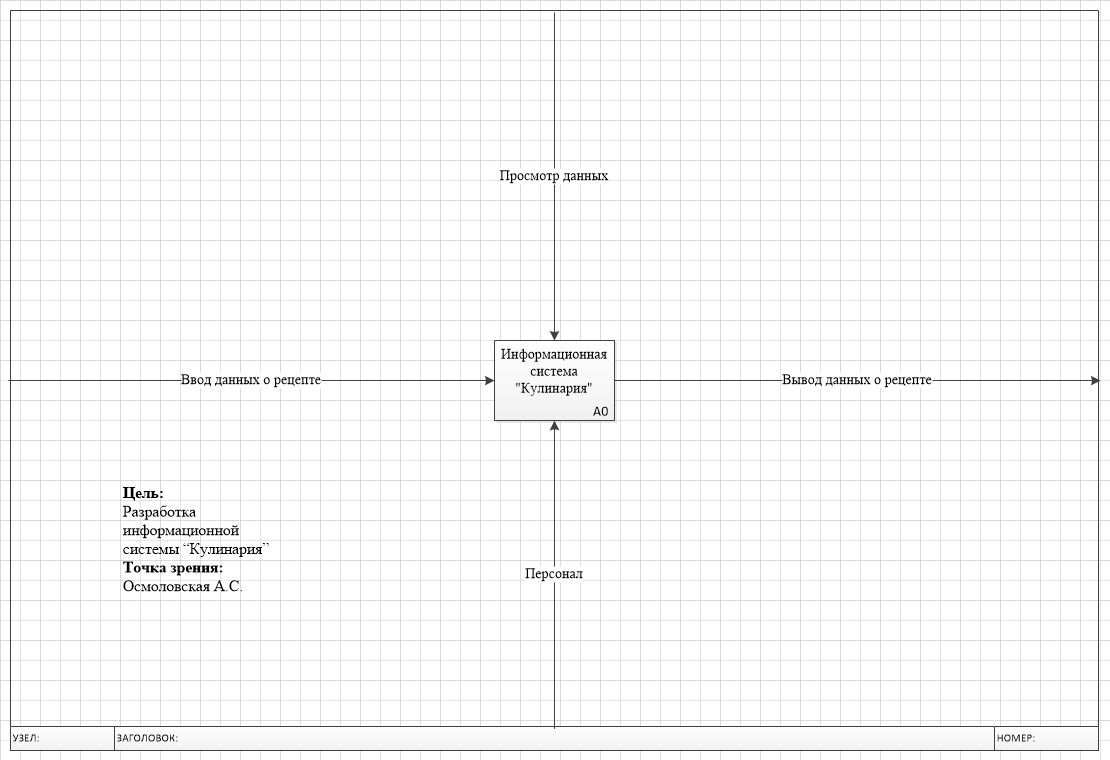 Просмотр данных
Информационная
система
"Кулинария"
A0
Ввод данных о рецепте
Вывод данных о рецепте
Цель:
Разработка
информационной
системы “Кулинария”
Точка зрения:
Осмоловская А.С.
Персонал
УЗЕЛ:
ЗАГОЛОВОК:
НОМЕР: